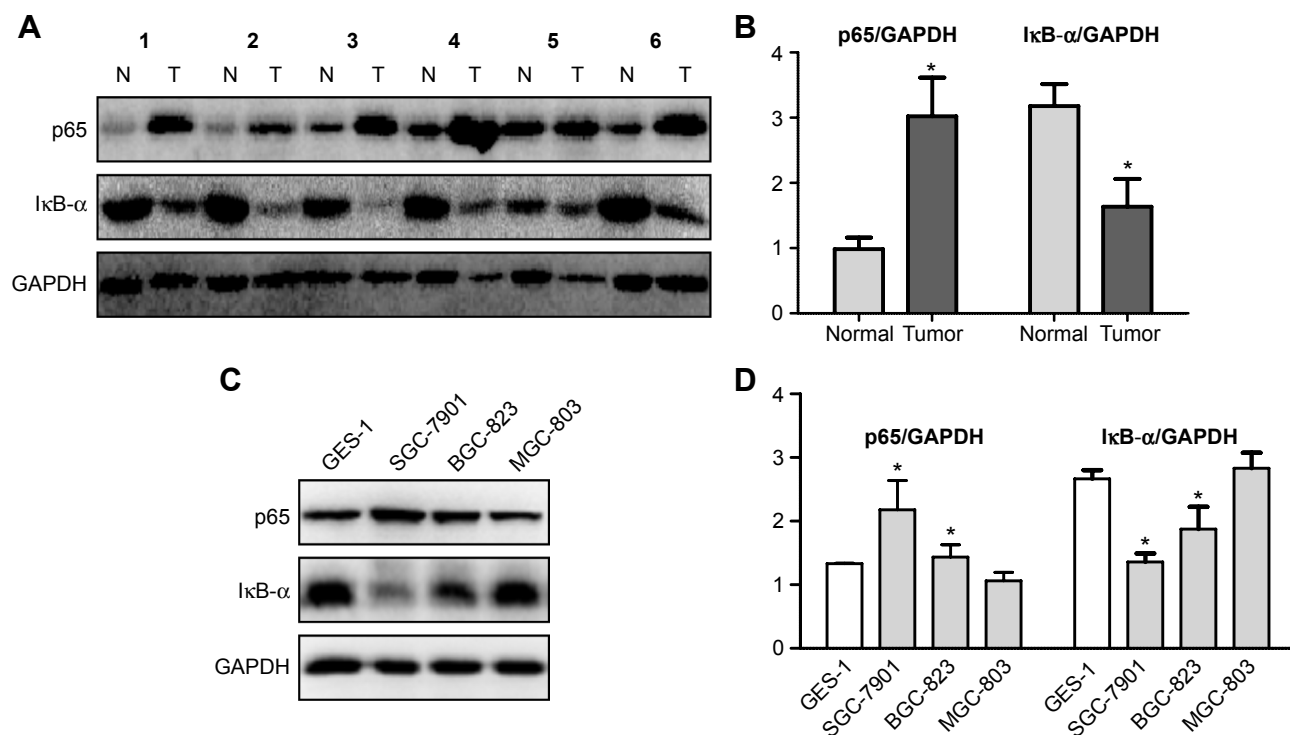 A
1 2 3 4 5 6
N T N T N T N T N T N T
p65
IκB-α
GAPDH
B
p65/GAPDH IκB-α/GAPDH
4
3
2
1
0
* *
Normal Tumor Normal Tumor
C
GES-1 SGC-7901 BGC-823 MGC-803
p65
IκB-α
GAPDH
D
p65/GAPDH IκB-α/GAPDH
4
3
2
1
0
* * * *
GES-1 SGC-7901 BGC-823 MGC-803 GES-1 SGC-7901 BGC-823 MGC-803